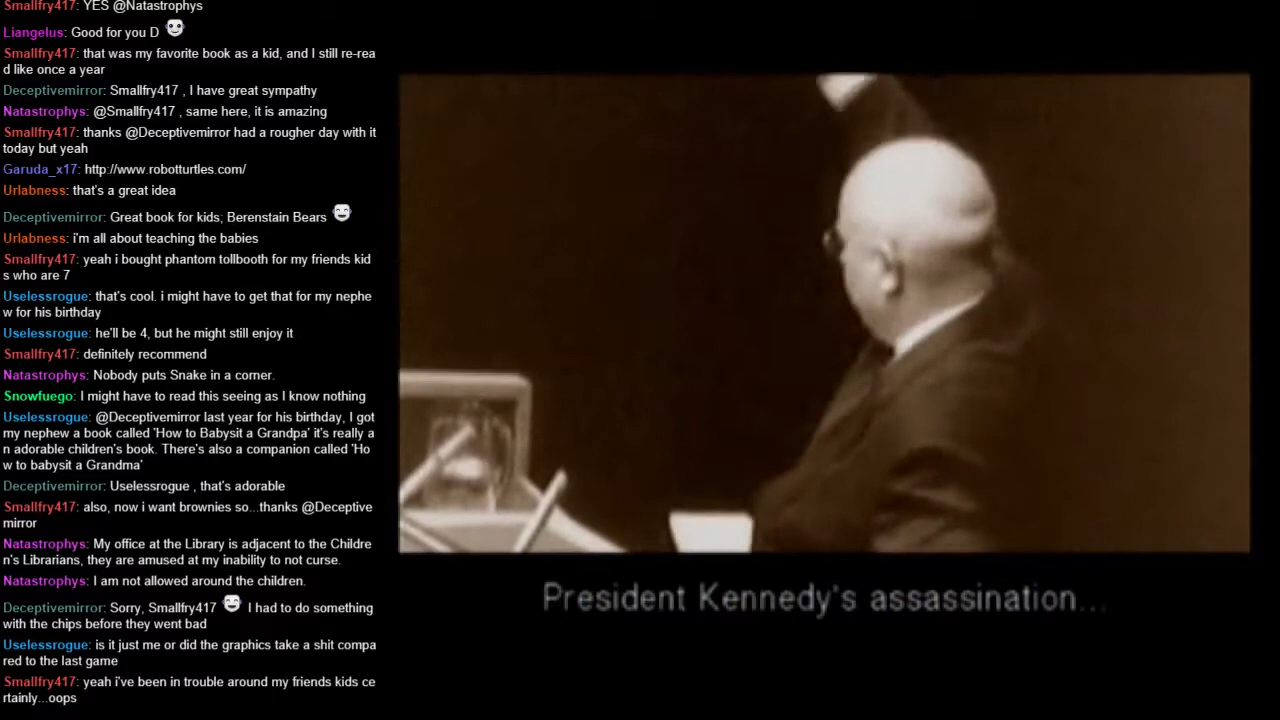 Smallfry417: YES @Natastrophys
Liangelus: Good for you D
Smallfry417: that was my favorite book as a kid, and I still re-rea
d like once a year
Deceptivemirror: Smallfry417 , I have great sympathy
Natastrophys: @Smallfry417 , same here, it is amazing
Smallfry417: thanks @Deceptivemirror had a rougher day with it
today but yeah
Garuda_x17: http://www.robotturtles.com/
Urlabness: that's a great idea
Deceptivemirror: Great book for kids; Berenstain Bears
Urlabness: i'm all about teaching the babies
Smallfry417: yeah i bought phantom tollbooth for my friends kid
s who are 7
Uselessrogue: that's cool. i might have to get that for my nephe
w for his birthday
Uselessrogue: he'll be 4, but he might still enjoy it
Smallfry417: definitely recommend
Natastrophys: Nobody puts Snake in a corner.
Snowfuego: I might have to read this seeing as I know nothing
Uselessrogue: @Deceptivemirror last year for his birthday, I got
my nephew a book called 'How to Babysit a Grandpa' it's really a
n adorable children's book. There's also a companion called 'Ho
w to babysit a Grandma'
Deceptivemirror: Uselessrogue , that's adorable
Smallfry417: also, now i want brownies so...thanks @Deceptive
mirror
Natastrophys: My office at the Library is adjacent to the Childre
n's Librarians, they are amused at my inability to not curse.
Natastrophys: I am not allowed around the children.
Deceptivemirror: Sorry, Smallfry417 I had to do something
with the chips before they went bad
Uselessrogue: is it just me or did the graphics take a shit compa
red to the last game
Smallfry417: yeah i've been in trouble around my friends kids ce
rtainly...oops
President Kennedy's assassination...